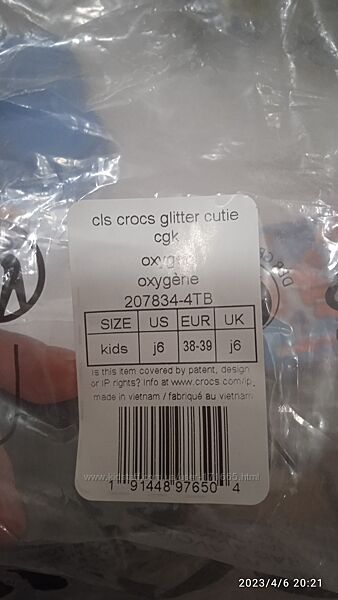 cls crocs glitter cutie
cgk
oxygène
207834-4TB
SIZE US EUR UK
kids j6 38-39 j6
is this item covered by patent, design
or IP rights? info at www.crocs.com/ip.
made in vietnam / fabriqué au vietnam
1 91448 97650 4
2023/4/6 20:21